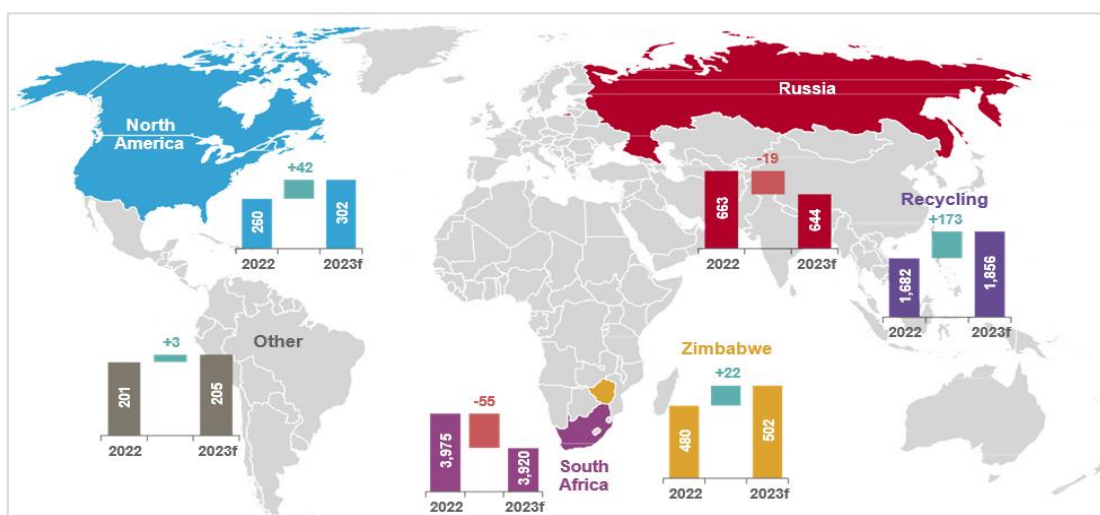 North
America
+42
260
302
2022
2023f
Russia
-19
663
644
2022
2023f
Recycling
+173
1,682
1,856
2022
2023f
Other
+3
201
205
2022
2023f
-55
3,975
3,920
2022
2023f
South
Africa
Zimbabwe
+22
480
502
2022
2023f